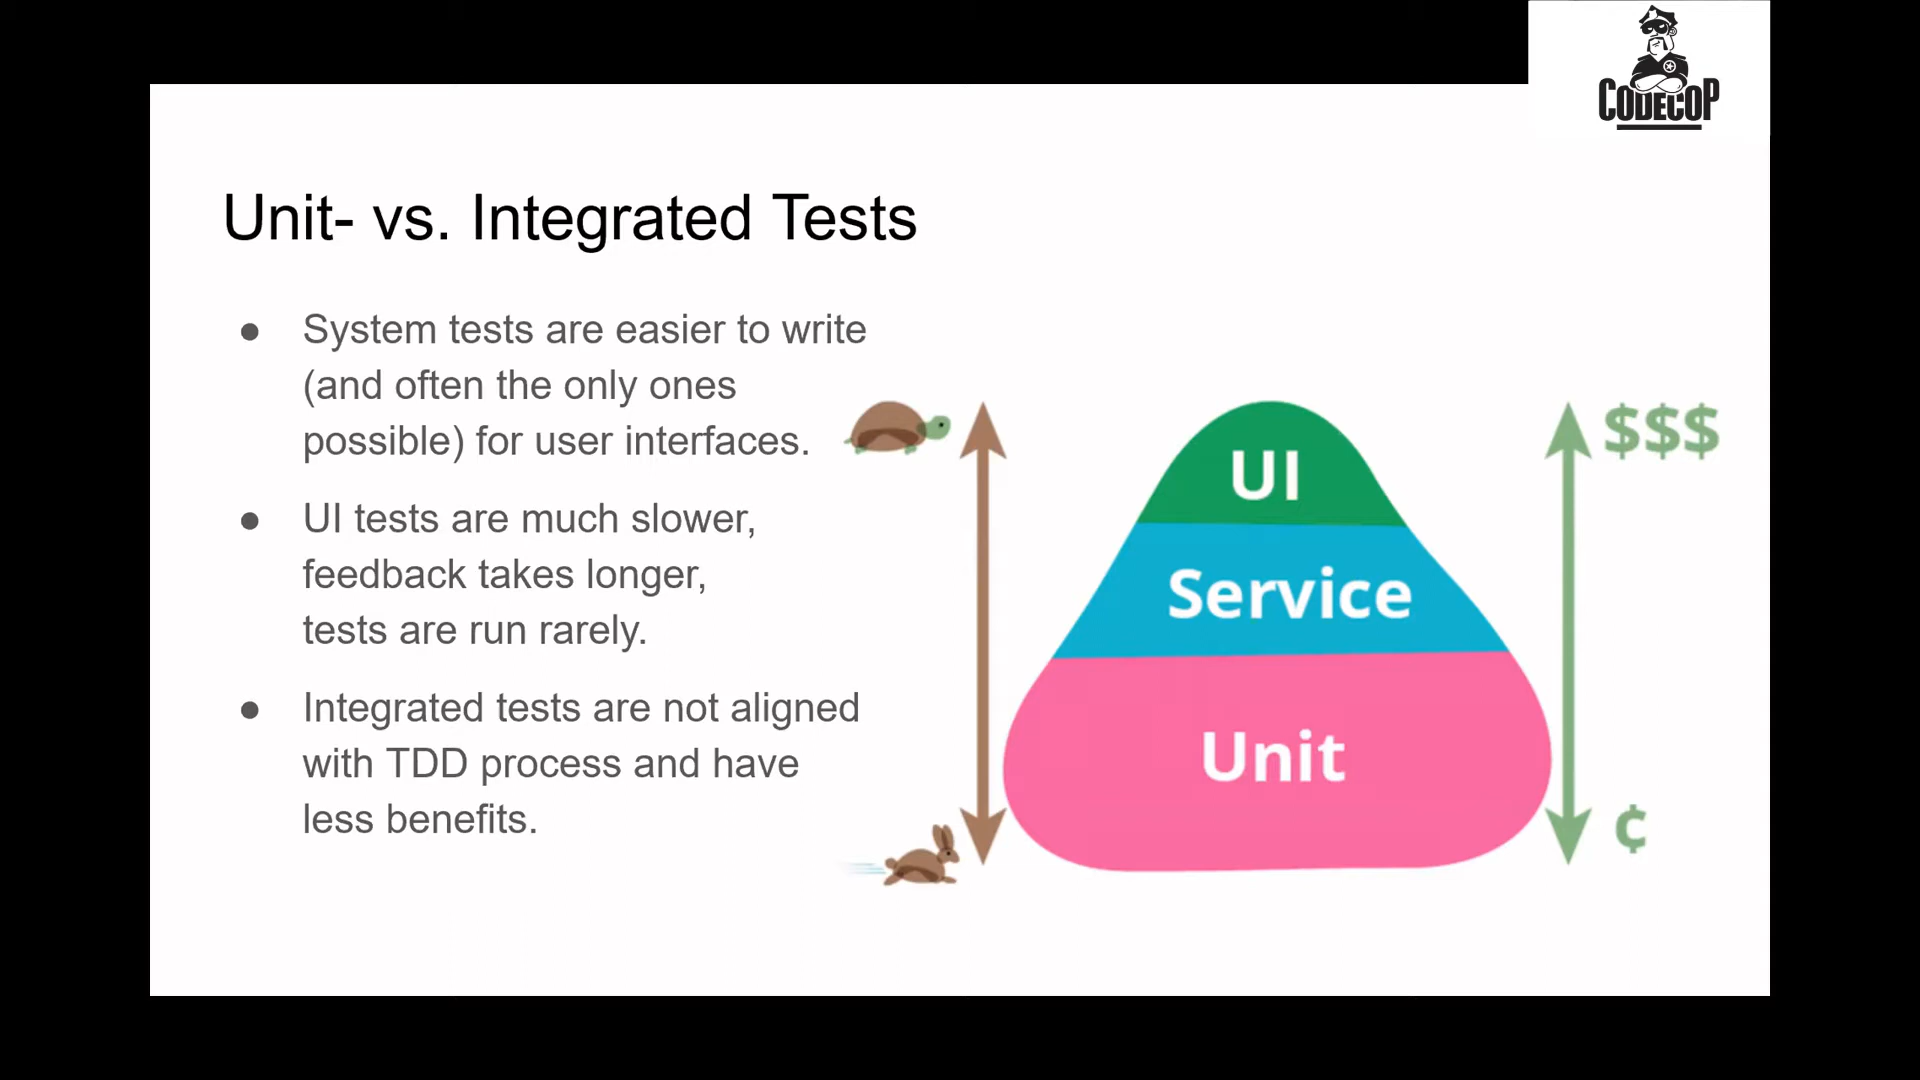 CODECOP
Unit- vs. Integrated Tests
● System tests are easier to write
(and often the only ones
possible) for user interfaces.
● UI tests are much slower,
feedback takes longer,
tests are run rarely.
● Integrated tests are not aligned
with TDD process and have
less benefits.
$$$
UI
Service
Unit
¢